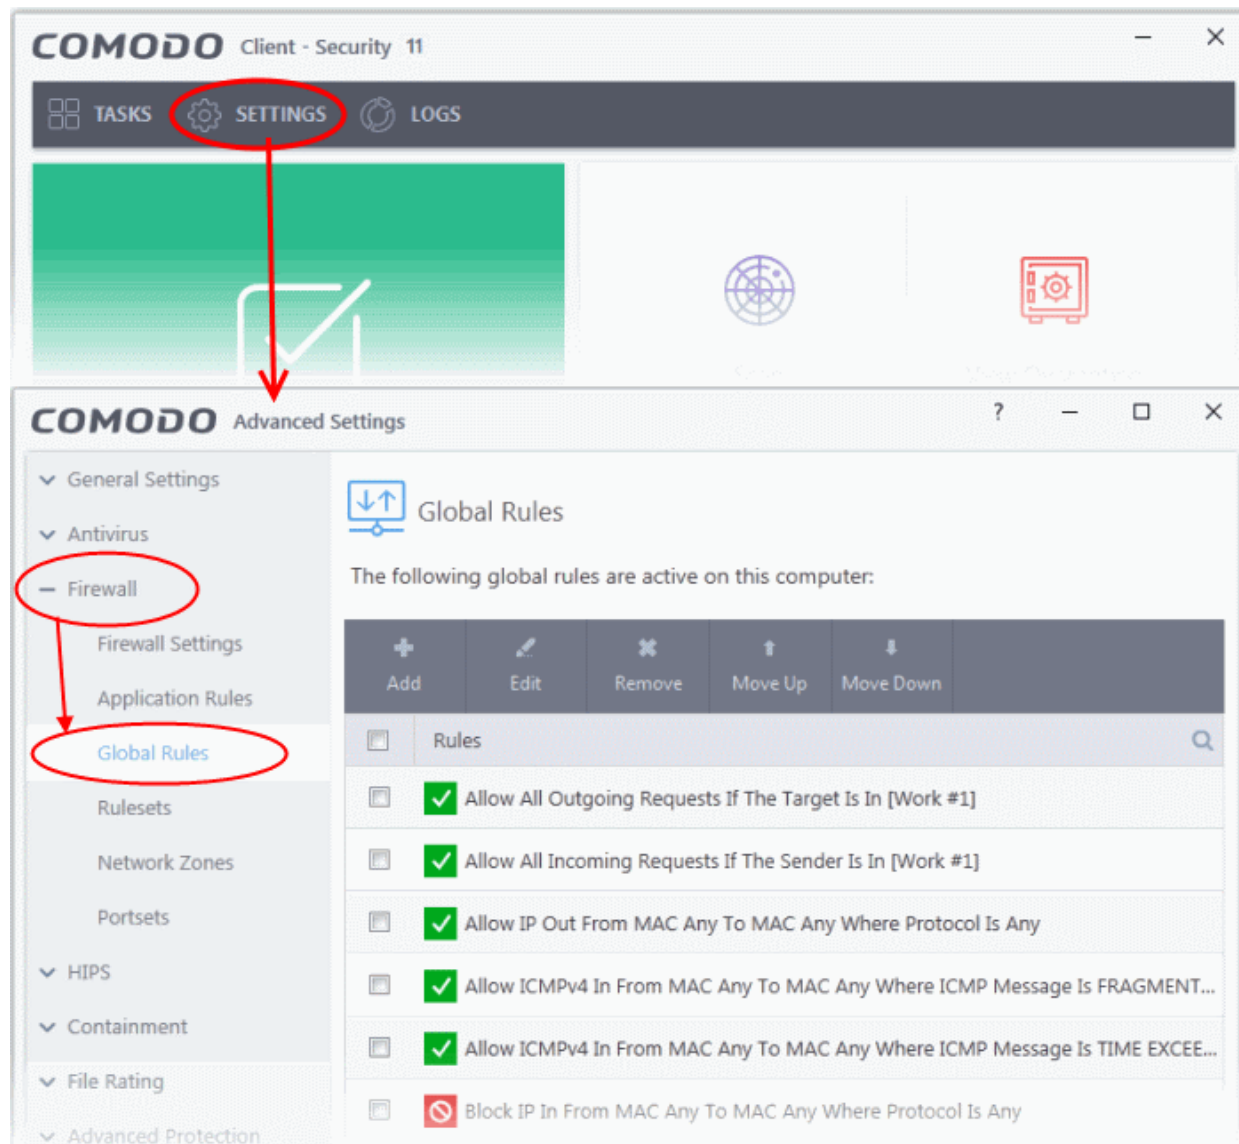 COMODO Client - Security 11
TASKS SETTINGS LOGS
COMODO Advanced Settings ?
General Settings
Antivirus
Firewall
Firewall Settings
Application Rules
Global Rules
Rulesets
Network Zones
Portsets
HIPS
Containment
File Rating
Advanced Protection
Global Rules
The following global rules are active on this computer:
Add Edit Remove Move Up Move Down
Rules
Allow All Outgoing Requests If The Target Is In [Work #1]
Allow All Incoming Requests If The Sender Is In [Work #1]
Allow IP Out From MAC Any To MAC Any Where Protocol Is Any
Allow ICMPv4 In From MAC Any To MAC Any Where ICMP Message Is FRAGMENT...
Allow ICMPv4 In From MAC Any To MAC Any Where ICMP Message Is TIME EXCEE...
Block IP In From MAC Any To MAC Any Where Protocol Is Any